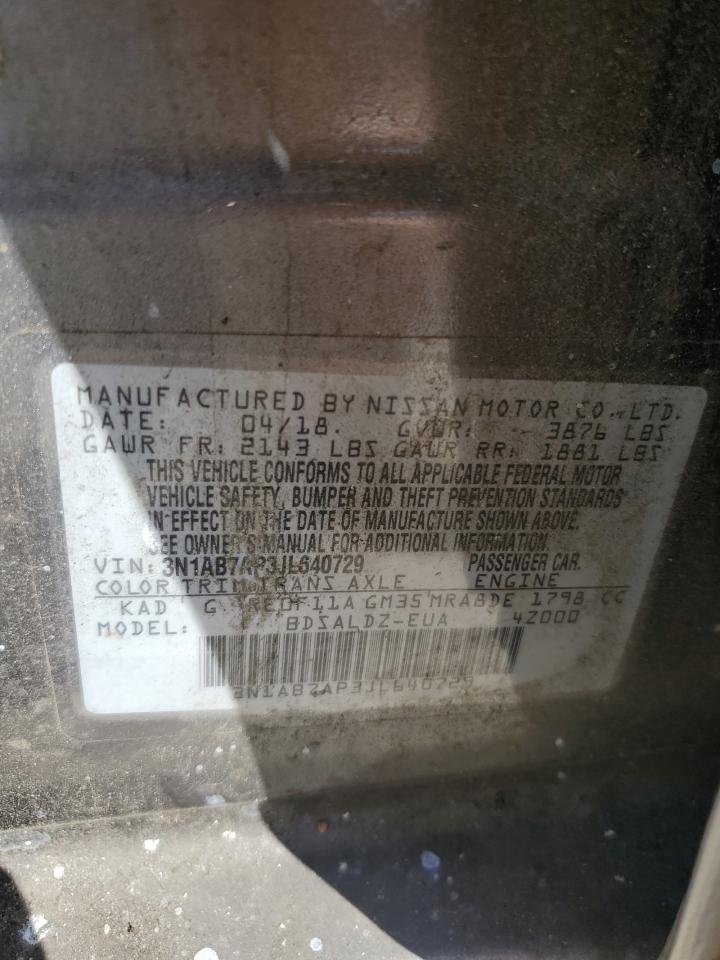 MANUFACTURED BY NISSAN MOTOR CO., LTD.
DATE: 04/18. GVWR: 3876 LBS
GAWR FR: 2143 LBS GAWR RR: 1881 LBS
THIS VEHICLE CONFORMS TO ALL APPLICABLE FEDERAL MOTOR
VEHICLE SAFETY, BUMPER AND THEFT PREVENTION STANDARDS
IN EFFECT ON THE DATE OF MANUFACTURE SHOWN ABOVE.
SEE OWNER'S MANUAL FOR ADDITIONAL INFORMATION.
VIN: 3N1AB7AP3JL640729 PASSENGER CAR.
COLOR TRIM TRANS AXLE ENGINE
KAD G RE0F11A GM35 MRA8DE 1798 CC
MODEL: BDSALDZ-EUA 4Z000
3N1AB7AP3JL640729